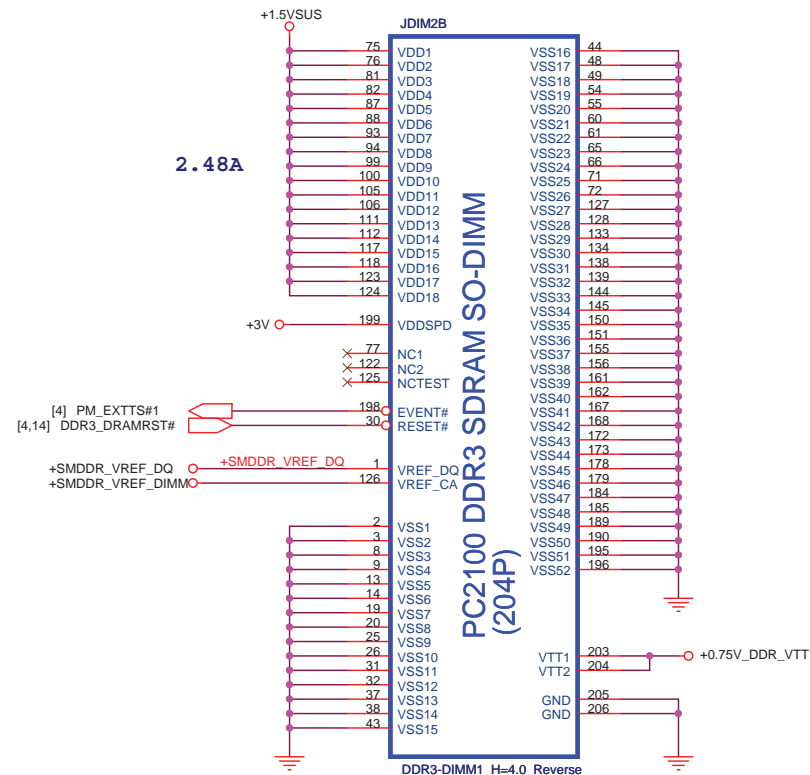 +1.5VSUS
JDIM2B
75 VDD1 VSS16 44
76 VDD2 VSS17 48
81 VDD3 VSS18 49
82 VDD4 VSS19 54
87 VDD5 VSS20 55
88 VDD6 VSS21 60
93 VDD7 VSS22 61
94 VDD8 VSS23 65
99 VDD9 VSS24 66
100 VDD10 VSS25 71
105 VDD11 VSS26 72
106 VDD12 VSS27 127
111 VDD13 VSS28 128
112 VDD14 VSS29 133
117 VDD15 VSS30 134
118 VDD16 VSS31 138
123 VDD17 VSS32 139
124 VDD18 VSS33 144
2.48A
VSS34 145
+3V 199 VDDSPD VSS35 150
VSS36 151
77 NC1 VSS37 155
122 NC2 VSS38 156
125 NCTEST VSS39 161
VSS40 162
[4] PM_EXTTS#1 198 EVENT# VSS41 167
[4,14] DDR3_DRAMRST# 30 RESET# VSS42 168
VSS43 172
VSS44 173
+SMDDR_VREF_DQ +SMDDR_VREF_DQ 1 VREF_DQ VSS45 178
+SMDDR_VREF_DIMM 126 VREF_CA VSS46 179
VSS47 184
VSS48 185
2 VSS1 VSS49 189
3 VSS2 VSS50 190
8 VSS3 VSS51 195
9 VSS4 VSS52 196
13 VSS5
14 VSS6
19 VSS7
20 VSS8
25 VSS9
26 VSS10 VTT1 203 +0.75V_DDR_VTT
31 VSS11 VTT2 204
32 VSS12
37 VSS13 GND 205
38 VSS14 GND 206
43 VSS15
PC2100 DDR3 SDRAM SO-DIMM
(204P)
DDR3-DIMM1_H=4.0_Reverse